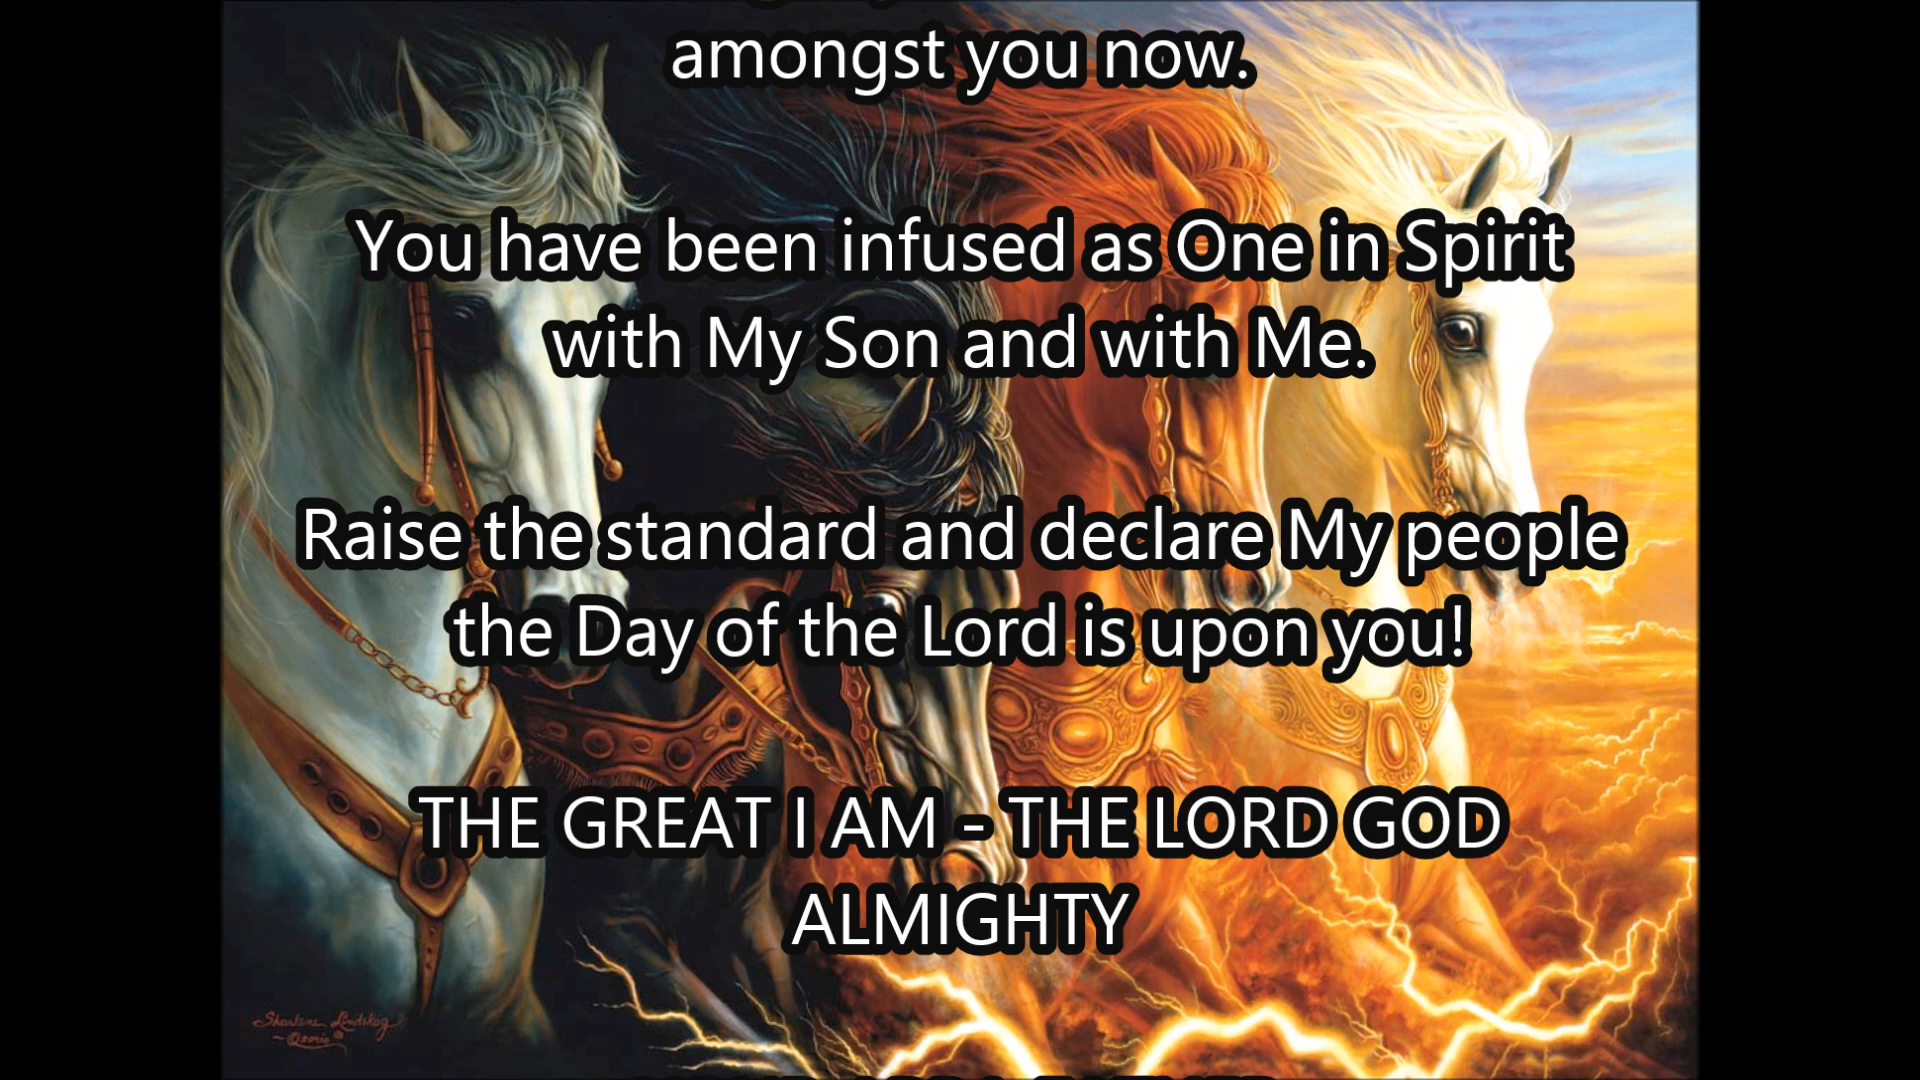 amongst you now.
You have been infused as One in Spirit
with My Son and with Me.
Raise the standard and declare My people
the Day of the Lord is upon you!
THE GREAT I AM - THE LORD GOD
ALMIGHTY
Sharlene Lindskog